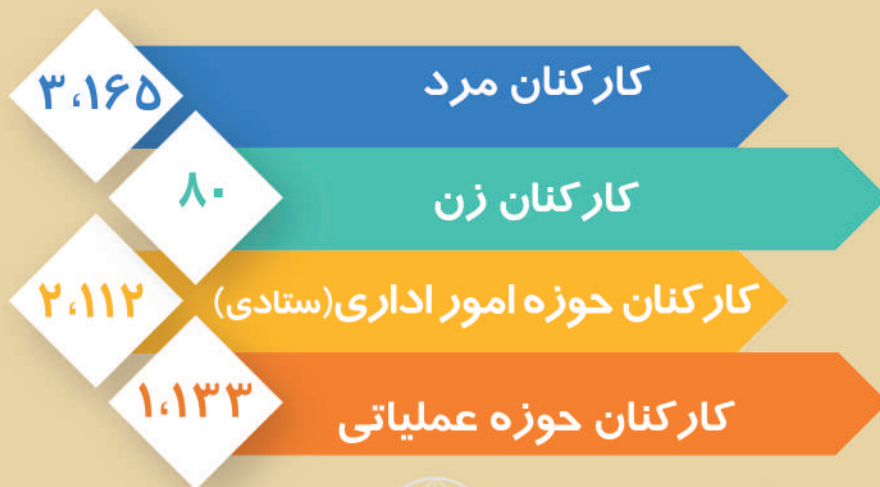 کارکنان مرد ۳،۱۶۵
کارکنان زن ۸۰
کارکنان حوزه امور اداری(ستادی) ۲،۱۱۲
کارکنان حوزه عملیاتی ۱،۱۳۳